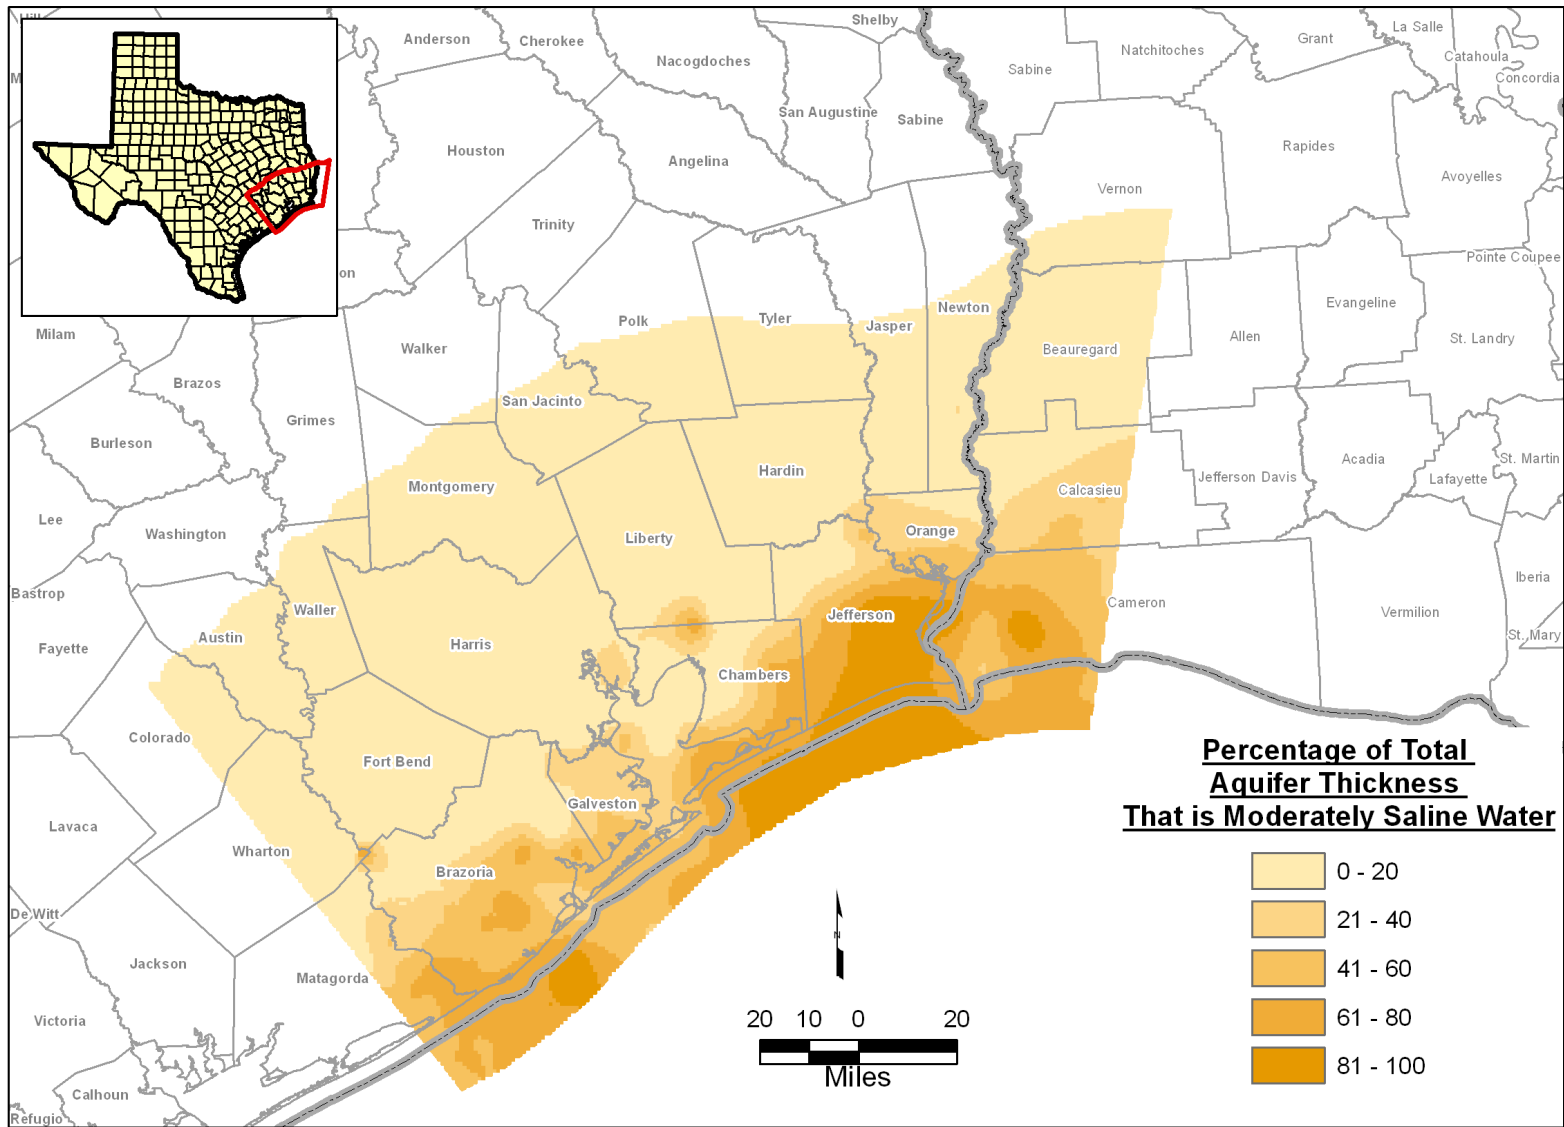 Shelby
Anderson
Cherokee
Nacogdoches
Sabine
Natchitoches
Grant
La Salle
Catahoula
Concordia
San Augustine
Sabine
Houston
Angelina
Vernon
Rapides
Avoyelles
Trinity
Pointe Coupee
Milam
Walker
Polk
Tyler
Jasper
Newton
Beauregard
Allen
Evangeline
St. Landry
Brazos
Grimes
San Jacinto
Burleson
Montgomery
Hardin
Calcasieu
Jefferson Davis
Acadia
Lafayette
St. Martin
Lee
Washington
Liberty
Orange
Bastrop
Waller
Austin
Harris
Jefferson
Cameron
Vermilion
Iberia
St. Mary
Fayette
Chambers
Colorado
Fort Bend
Galveston
Lavaca
Wharton
Brazoria
De Witt
Jackson
Matagorda
Victoria
Calhoun
Refugio
Percentage of Total
Aquifer Thickness
That is Moderately Saline Water
0 - 20
21 - 40
41 - 60
61 - 80
81 - 100
N
20 10 0 20
Miles